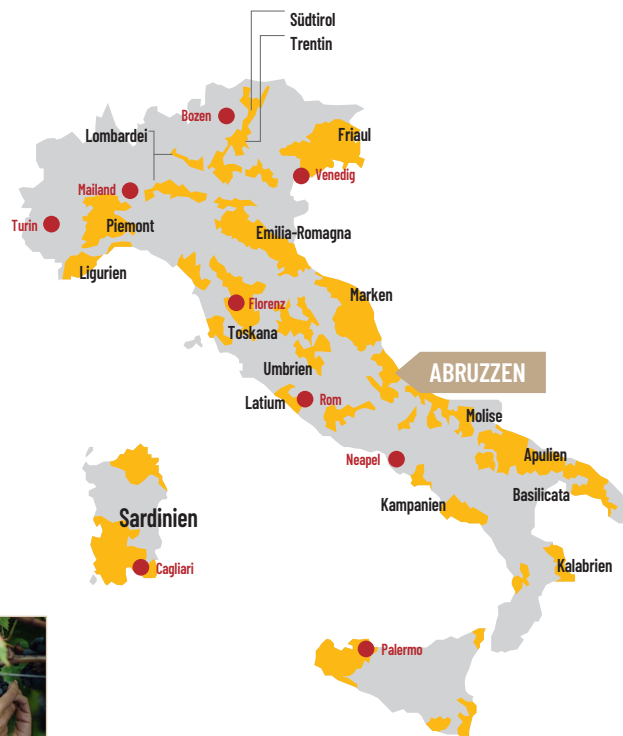 Südtirol
Trentin
Bozen
Lombardei
Friaul
Venedig
Mailand
Turin
Piemont
Emilia-Romagna
Ligurien
Marken
Florenz
Toskana
Umbrien
ABRUZZEN
Latium
Rom
Molise
Neapel
Apulien
Basilicata
Kampanien
Sardinien
Kalabrien
Cagliari
Palermo